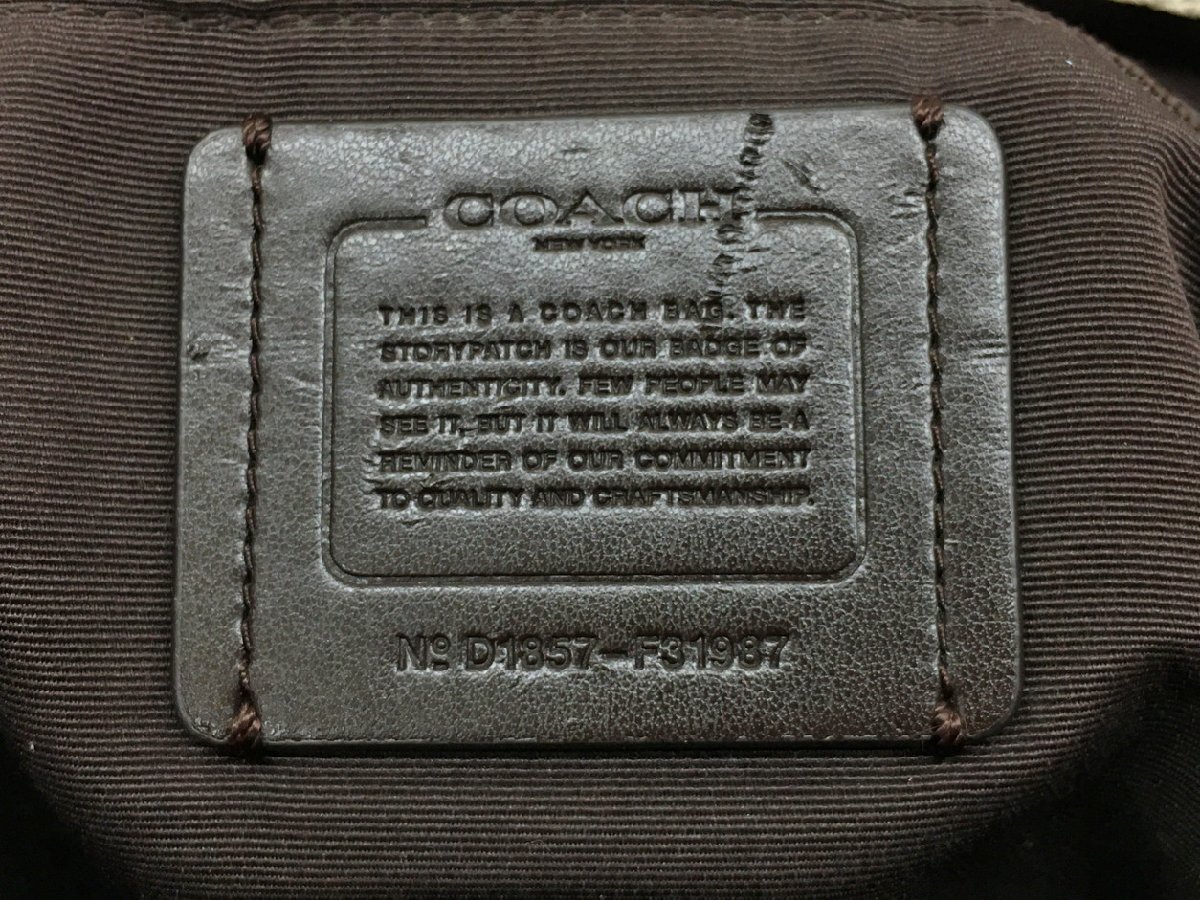 COACH
NEW YORK
THIS IS A COACH BAG. THE
STORYPATCH IS OUR BADGE OF
AUTHENTICITY. FEW PEOPLE MAY
SEE IT, BUT IT WILL ALWAYS BE A
REMINDER OF OUR COMMITMENT
TO QUALITY AND CRAFTSMANSHIP.
Nº D1857-F31987